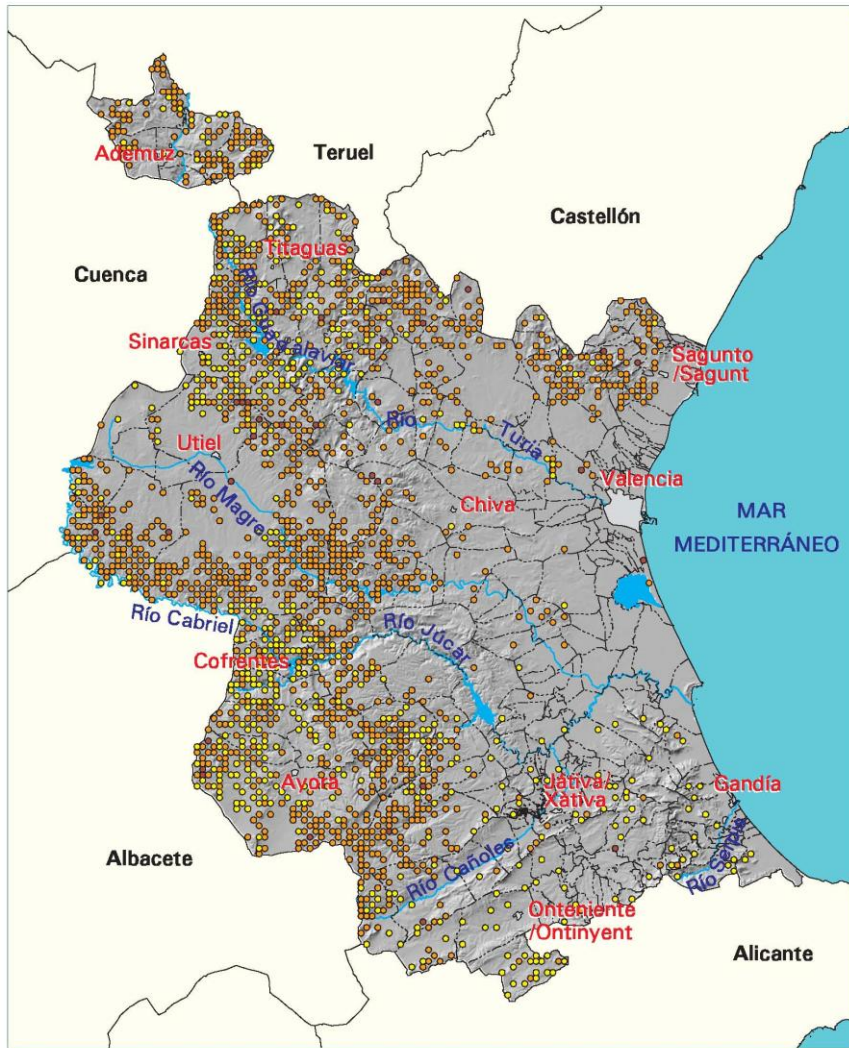 Ademuz
Teruel
Castellón
Cuenca
Titaguas
Río Guadalaviar
Sinarcas
Sagunto
/Sagunt
Río
Turia
Utiel
Valencia
Río Magre
Chiva
MAR
MEDITERRÁNEO
Río Cabriel
Río Júcar
Cofrentes
Ayora
Játiva/
Xàtiva
Gandía
Río Serpis
Albacete
Río Cañoles
Onteniente
/Ontinyent
Alicante